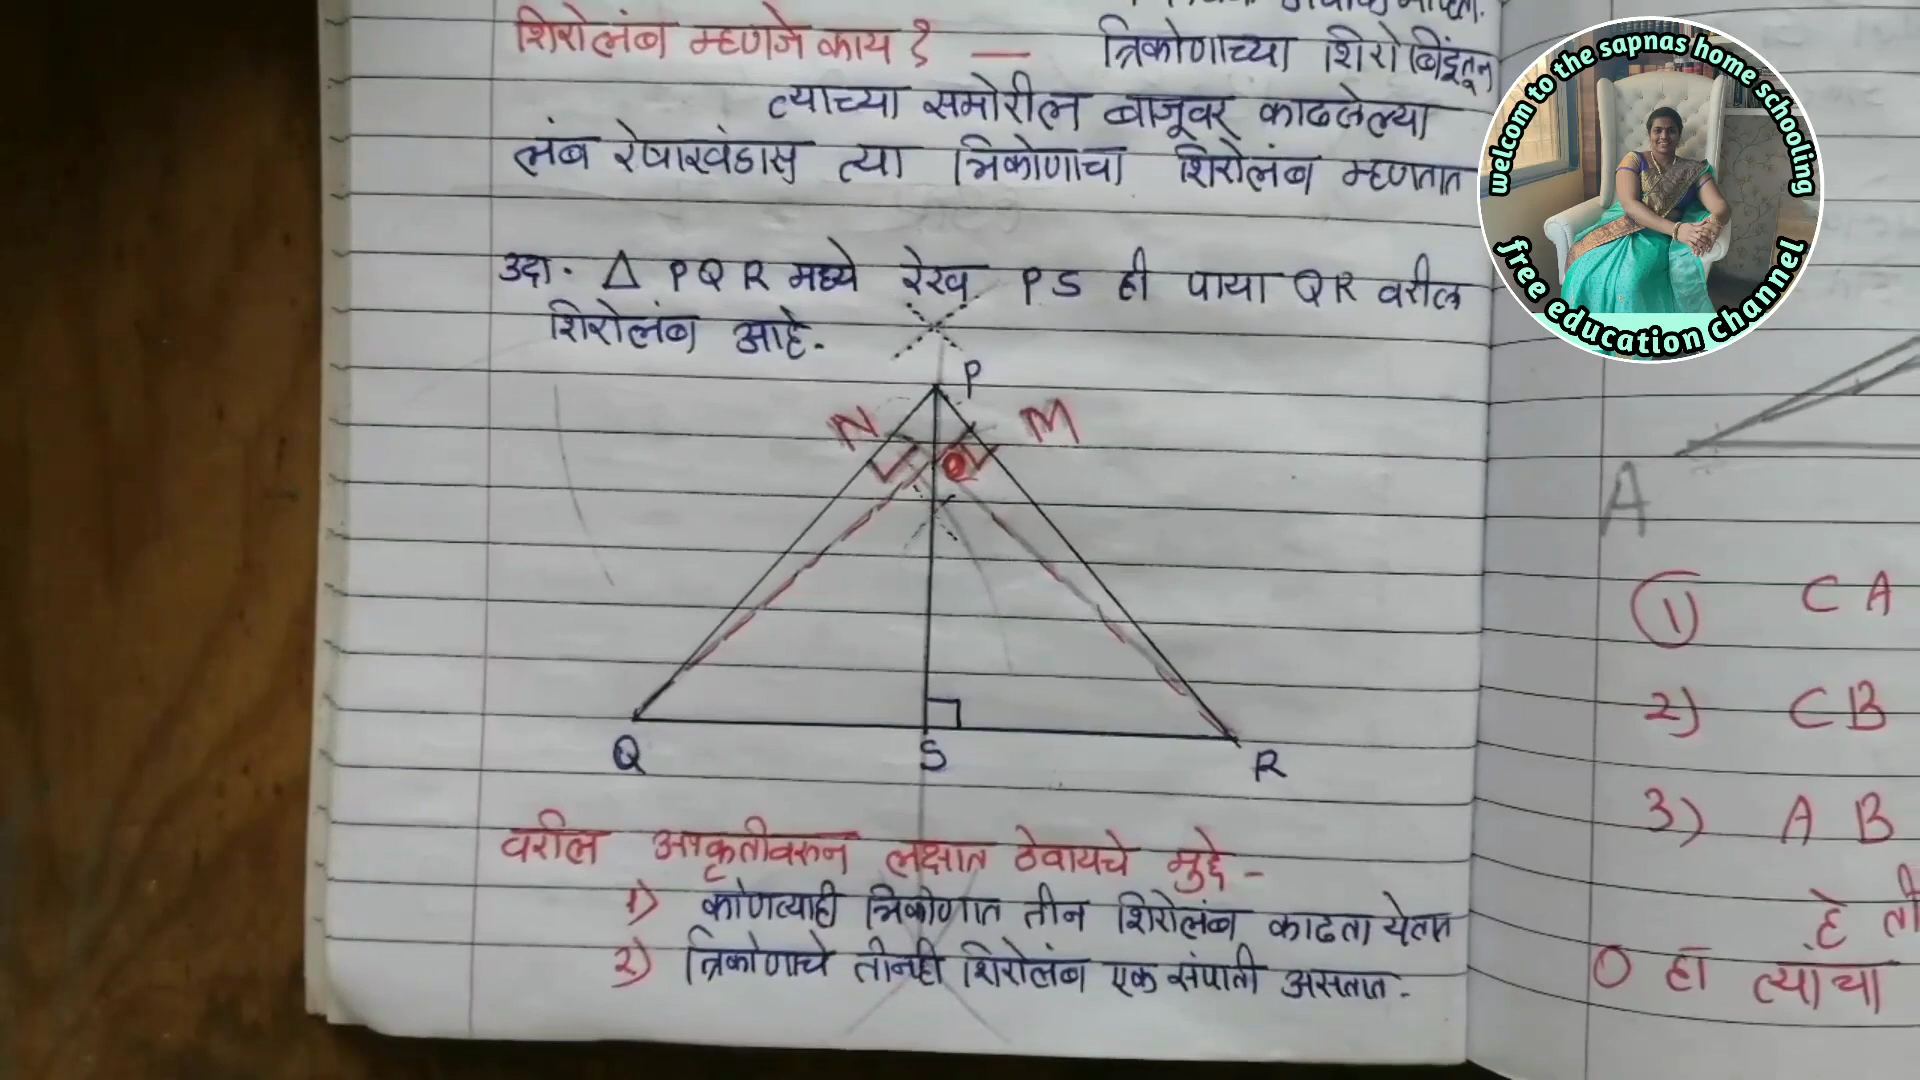 शिरोलंब म्हणजे काय ? — त्रिकोणाच्या शिरोबिंदूतून
त्याच्या समोरील बाजूवर काढलेल्या
लंब रेषाखंडास त्या त्रिकोणाचा शिरोलंब म्हणतात
उदा. △ PQR मध्ये रेख PS ही पाया QR वरील
शिरोलंब आहे.
P
N M
O
Q S R
वरील आकृतीवरून लक्षात ठेवायचे मुद्दे -
1) कोणत्याही त्रिकोणात तीन शिरोलंब काढता येतात
2) त्रिकोणाचे तीनही शिरोलंब एक संपाती असतात.
A
1) CA
2) CB
3) AB
हे ती
O हा त्यांचा
welcom to the sapnas home schooling
free education channel